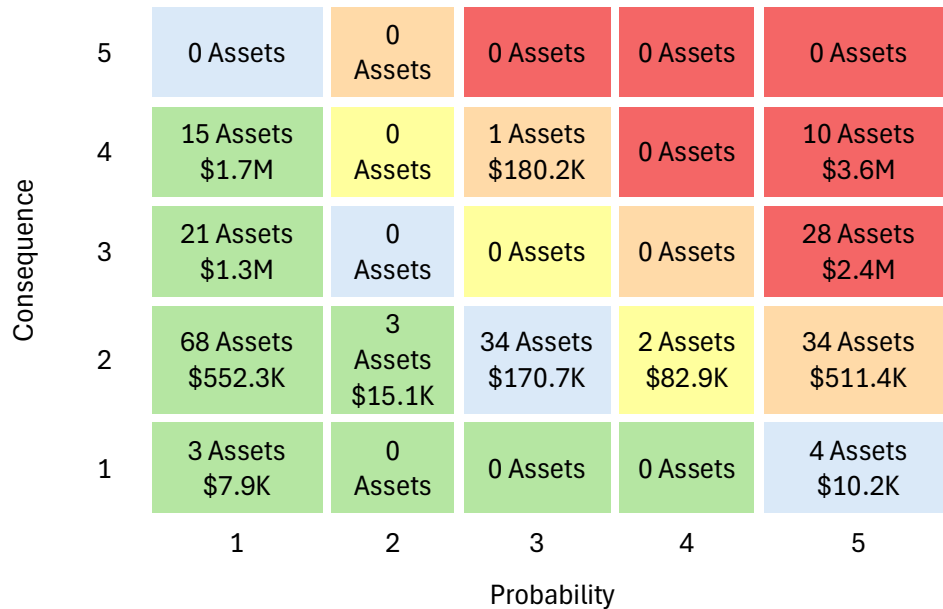 5
0 Assets
0
Assets
0 Assets
0 Assets
0 Assets
4
15 Assets
$1.7M
0
Assets
1 Assets
$180.2K
0 Assets
10 Assets
$3.6M
Consequence
3
21 Assets
$1.3M
0
Assets
0 Assets
0 Assets
28 Assets
$2.4M
2
68 Assets
$552.3K
3
Assets
$15.1K
34 Assets
$170.7K
2 Assets
$82.9K
34 Assets
$511.4K
1
3 Assets
$7.9K
0
Assets
0 Assets
0 Assets
4 Assets
$10.2K
1
2
3
4
5
Probability